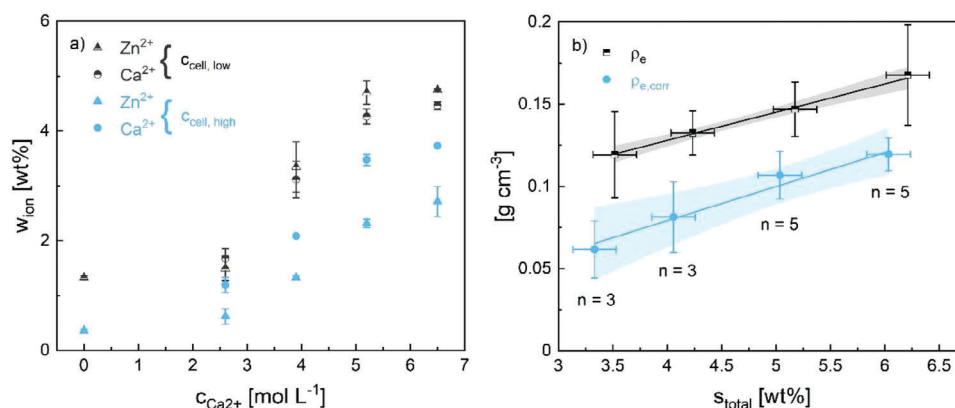 a)
Zn2+
Ca2+
{ ccell, low
Zn2+
Ca2+
{ ccell, high
wion [wt%]
6
4
2
0
0 1 2 3 4 5 6 7
cCa2+ [mol L-1]
b)
ρe
ρe,corr
[g cm-3]
0.2
0.15
0.1
0.05
0
n = 3
n = 3
n = 5
n = 5
3 3.5 4 4.5 5 5.5 6 6.5
stotal [wt%]